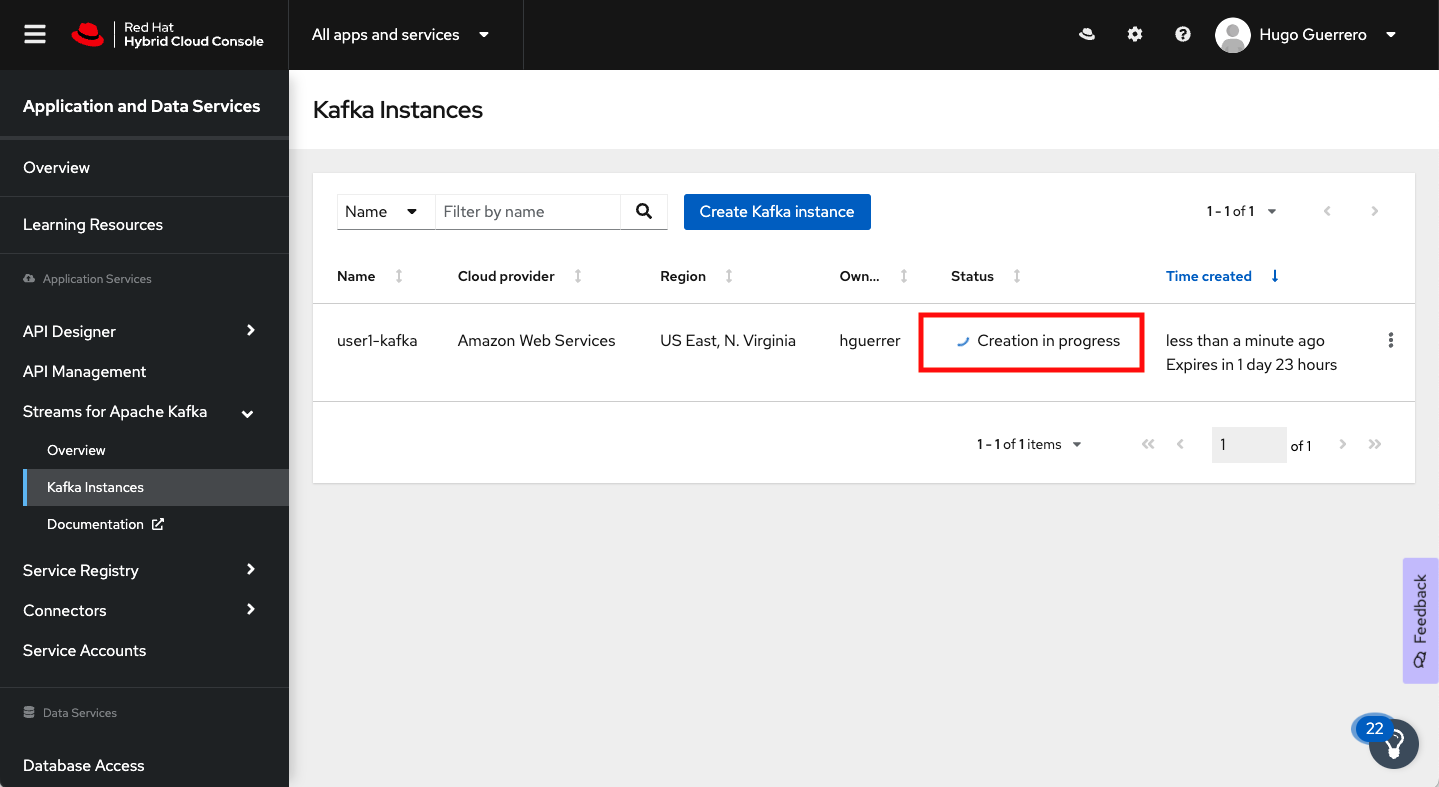 Red Hat
Hybrid Cloud Console
All apps and services
Hugo Guerrero
Application and Data Services
Overview
Learning Resources
Application Services
API Designer
API Management
Streams for Apache Kafka
Overview
Kafka Instances
Documentation
Service Registry
Connectors
Service Accounts
Data Services
Database Access
Kafka Instances
Name
Filter by name
Create Kafka instance
1 - 1 of 1
Name Cloud provider Region Own... Status Time created
user1-kafka Amazon Web Services US East, N. Virginia hguerrer Creation in progress less than a minute ago
Expires in 1 day 23 hours
1 - 1 of 1 items 1 of 1
Feedback
22